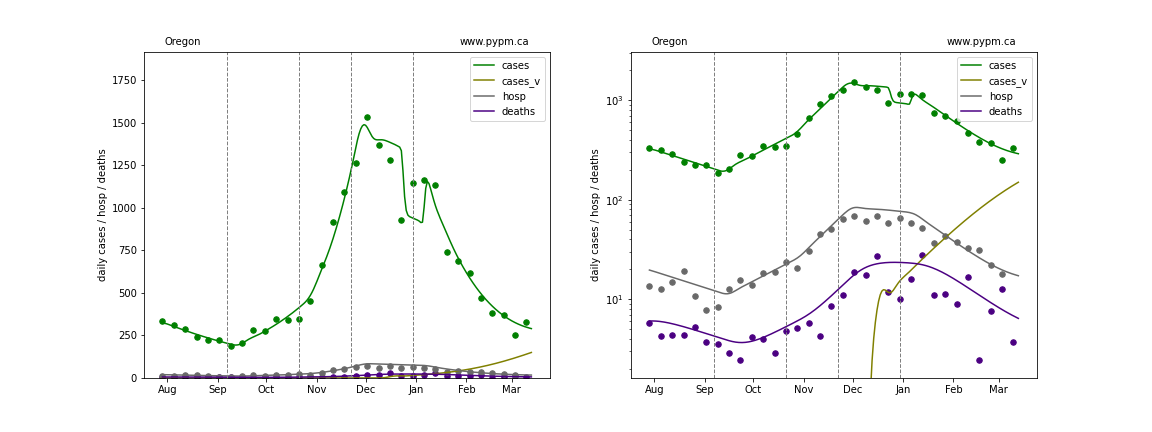 Oregon
www.pypm.ca
cases
cases_v
hosp
deaths
daily cases / hosp / deaths
1750
1500
1250
1000
750
500
250
0
Aug
Sep
Oct
Nov
Dec
Jan
Feb
Mar
Oregon
www.pypm.ca
cases
cases_v
hosp
deaths
daily cases / hosp / deaths
10³
10²
10¹
Aug
Sep
Oct
Nov
Dec
Jan
Feb
Mar